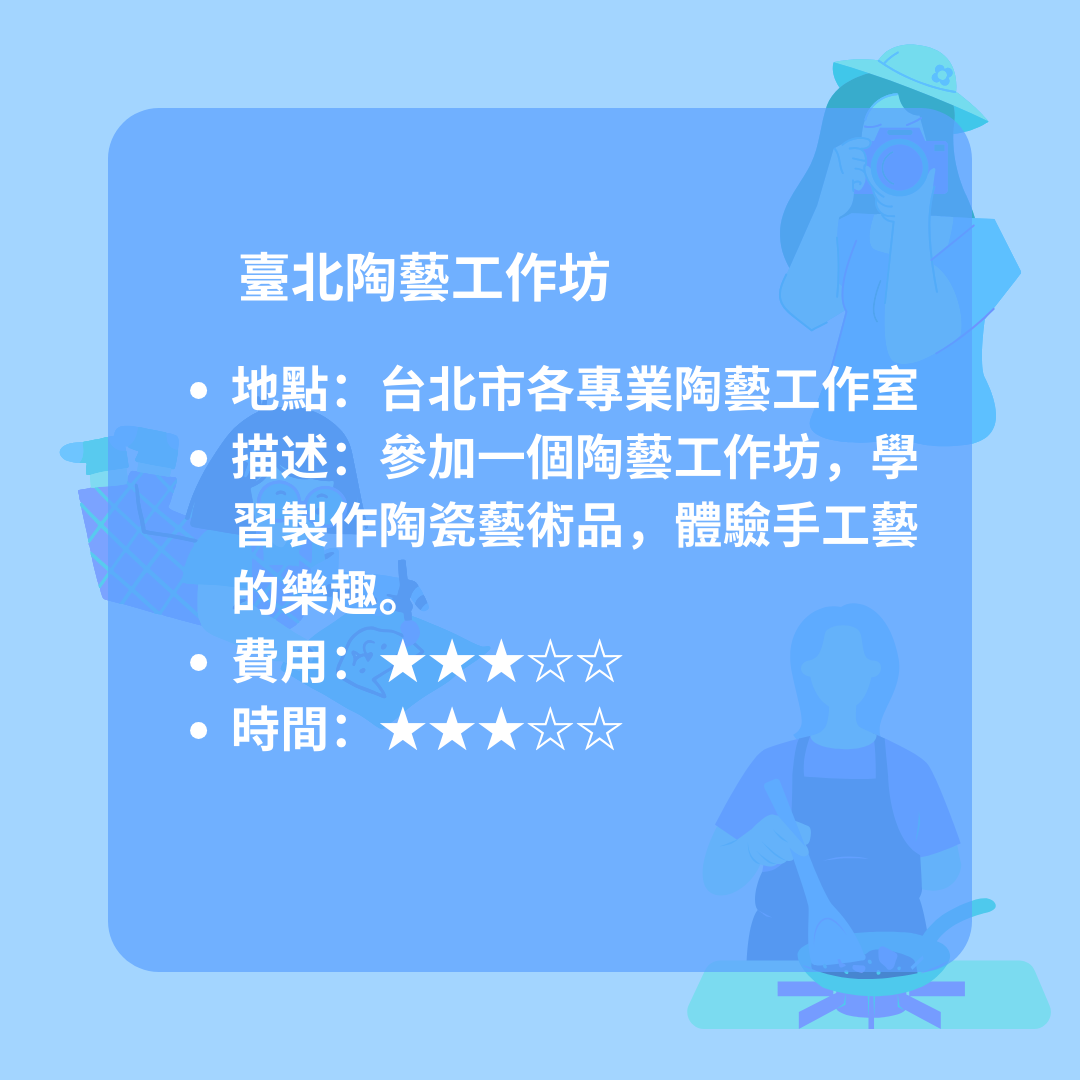 臺北陶藝工作坊
• 地點：台北市各專業陶藝工作室
• 描述：參加一個陶藝工作坊，學
習製作陶瓷藝術品，體驗手工藝
的樂趣。
• 費用：★★★☆☆
• 時間：★★★☆☆